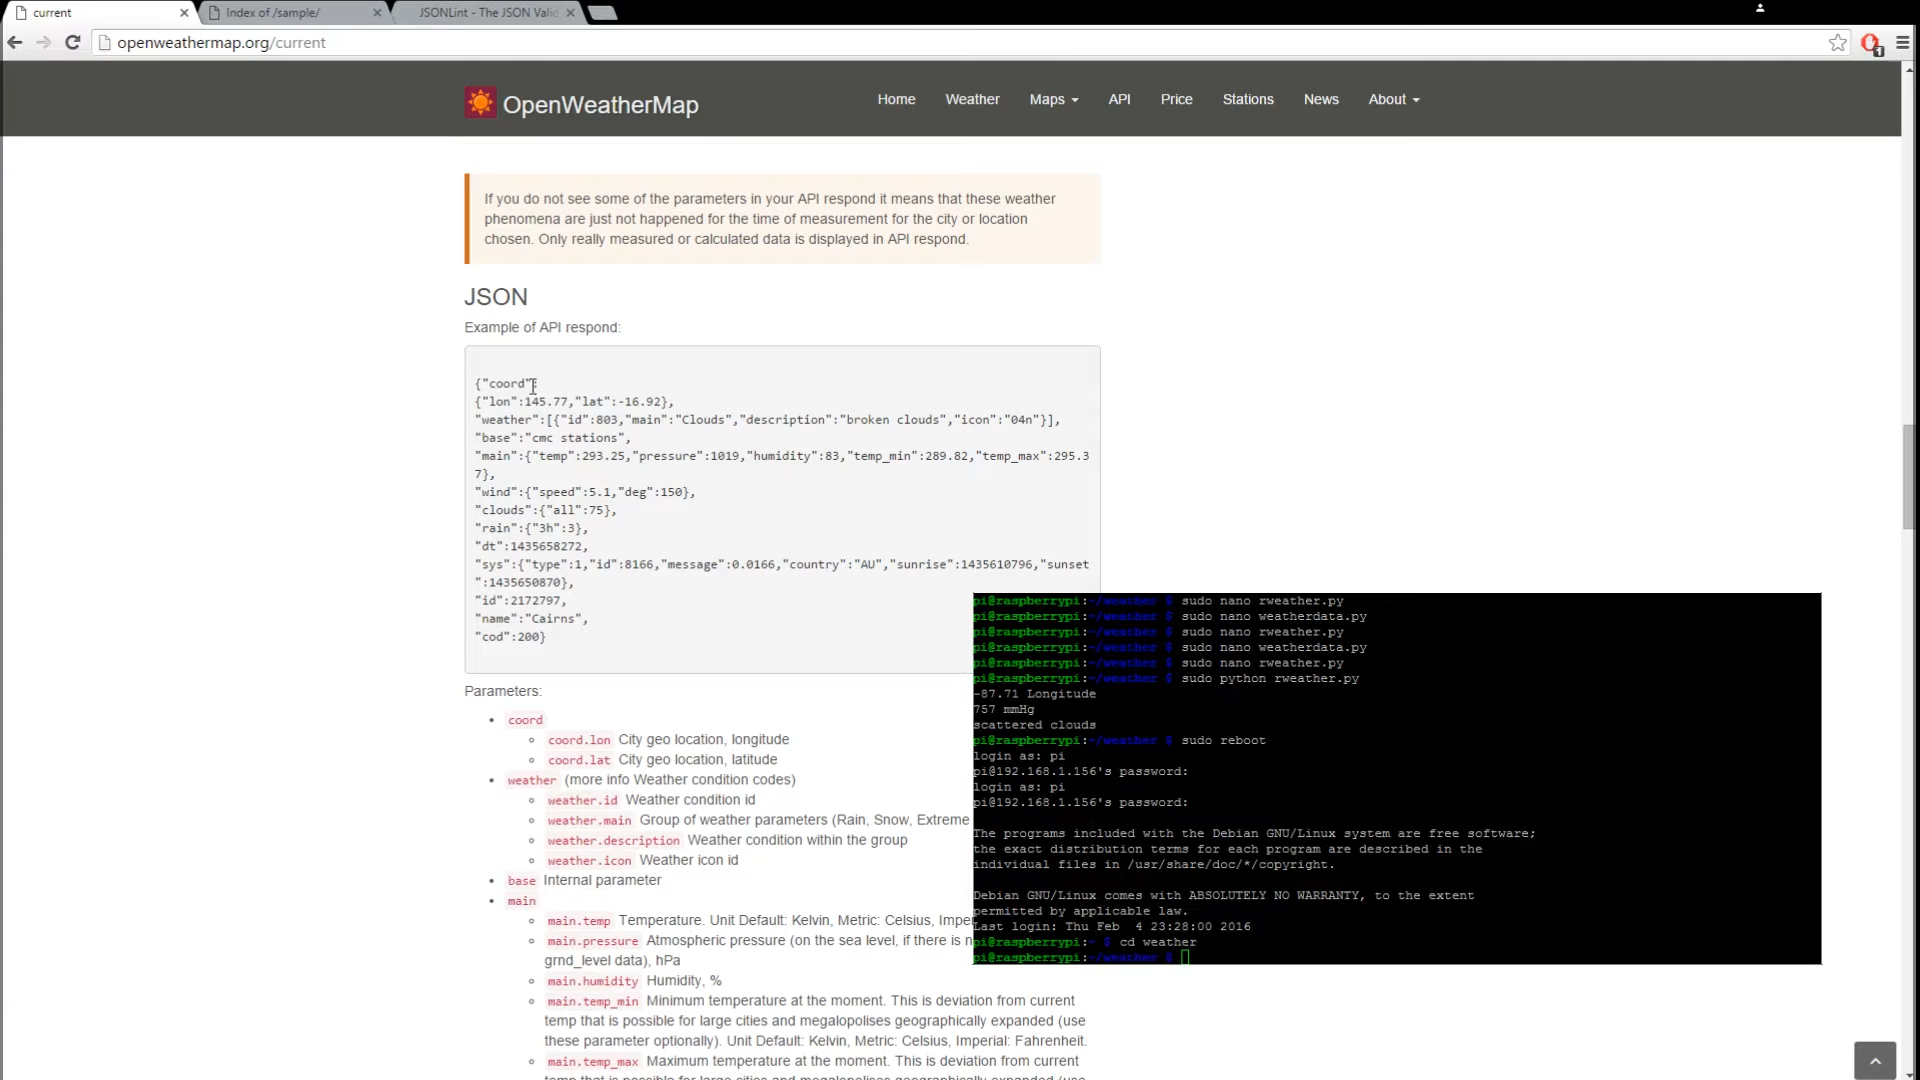 current
Index of /sample/
JSONLint - The JSON Valid
openweathermap.org/current
1
OpenWeatherMap
Home Weather Maps API Price Stations News About
If you do not see some of the parameters in your API respond it means that these weather
phenomena are just not happened for the time of measurement for the city or location
chosen. Only really measured or calculated data is displayed in API respond.
JSON
Example of API respond:
{"coord":
{"lon":145.77,"lat":-16.92},
"weather":[{"id":803,"main":"Clouds","description":"broken clouds","icon":"04n"}],
"base":"cmc stations",
"main":{"temp":293.25,"pressure":1019,"humidity":83,"temp_min":289.82,"temp_max":295.3
7},
"wind":{"speed":5.1,"deg":150},
"clouds":{"all":75},
"rain":{"3h":3},
"dt":1435658272,
"sys":{"type":1,"id":8166,"message":0.0166,"country":"AU","sunrise":1435610796,"sunset
":1435650870},
"id":2172797,
"name":"Cairns",
"cod":200}
Parameters:
coord
coord.lon City geo location, longitude
coord.lat City geo location, latitude
weather (more info Weather condition codes)
weather.id Weather condition id
weather.main Group of weather parameters (Rain, Snow, Extreme
weather.description Weather condition within the group
weather.icon Weather icon id
base Internal parameter
main
main.temp Temperature. Unit Default: Kelvin, Metric: Celsius, Impe
main.pressure Atmospheric pressure (on the sea level, if there is n
grnd_level data), hPa
main.humidity Humidity, %
main.temp_min Minimum temperature at the moment. This is deviation from current
temp that is possible for large cities and megalopolises geographically expanded (use
these parameter optionally). Unit Default: Kelvin, Metric: Celsius, Imperial: Fahrenheit.
main.temp_max Maximum temperature at the moment. This is deviation from current
temp that is possible for large cities and megalopolises geographically expanded (use
pi@raspberrypi:~/weather $ sudo nano rweather.py
pi@raspberrypi:~/weather $ sudo nano weatherdata.py
pi@raspberrypi:~/weather $ sudo nano rweather.py
pi@raspberrypi:~/weather $ sudo nano weatherdata.py
pi@raspberrypi:~/weather $ sudo nano rweather.py
pi@raspberrypi:~/weather $ sudo python rweather.py
-87.71 Longitude
757 mmHg
scattered clouds
pi@raspberrypi:~/weather $ sudo reboot
login as: pi
pi@192.168.1.156's password:
login as: pi
pi@192.168.1.156's password:
The programs included with the Debian GNU/Linux system are free software;
the exact distribution terms for each program are described in the
individual files in /usr/share/doc/*/copyright.
Debian GNU/Linux comes with ABSOLUTELY NO WARRANTY, to the extent
permitted by applicable law.
Last login: Thu Feb  4 23:28:00 2016
pi@raspberrypi:~ $ cd weather
pi@raspberrypi:~/weather $